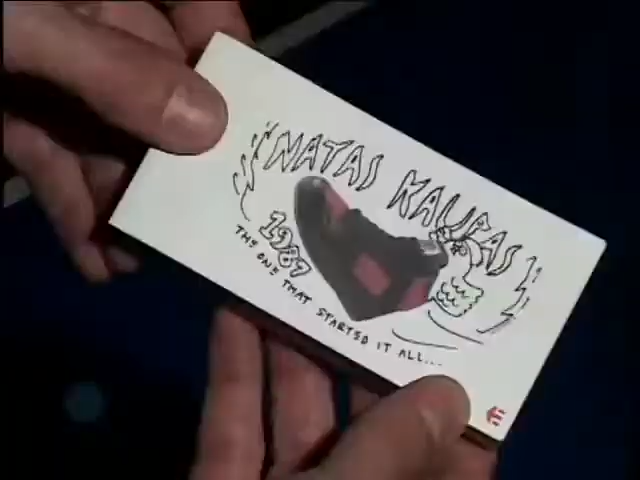 NATAS KAUPAS
1987
THE ONE THAT STARTED IT ALL...